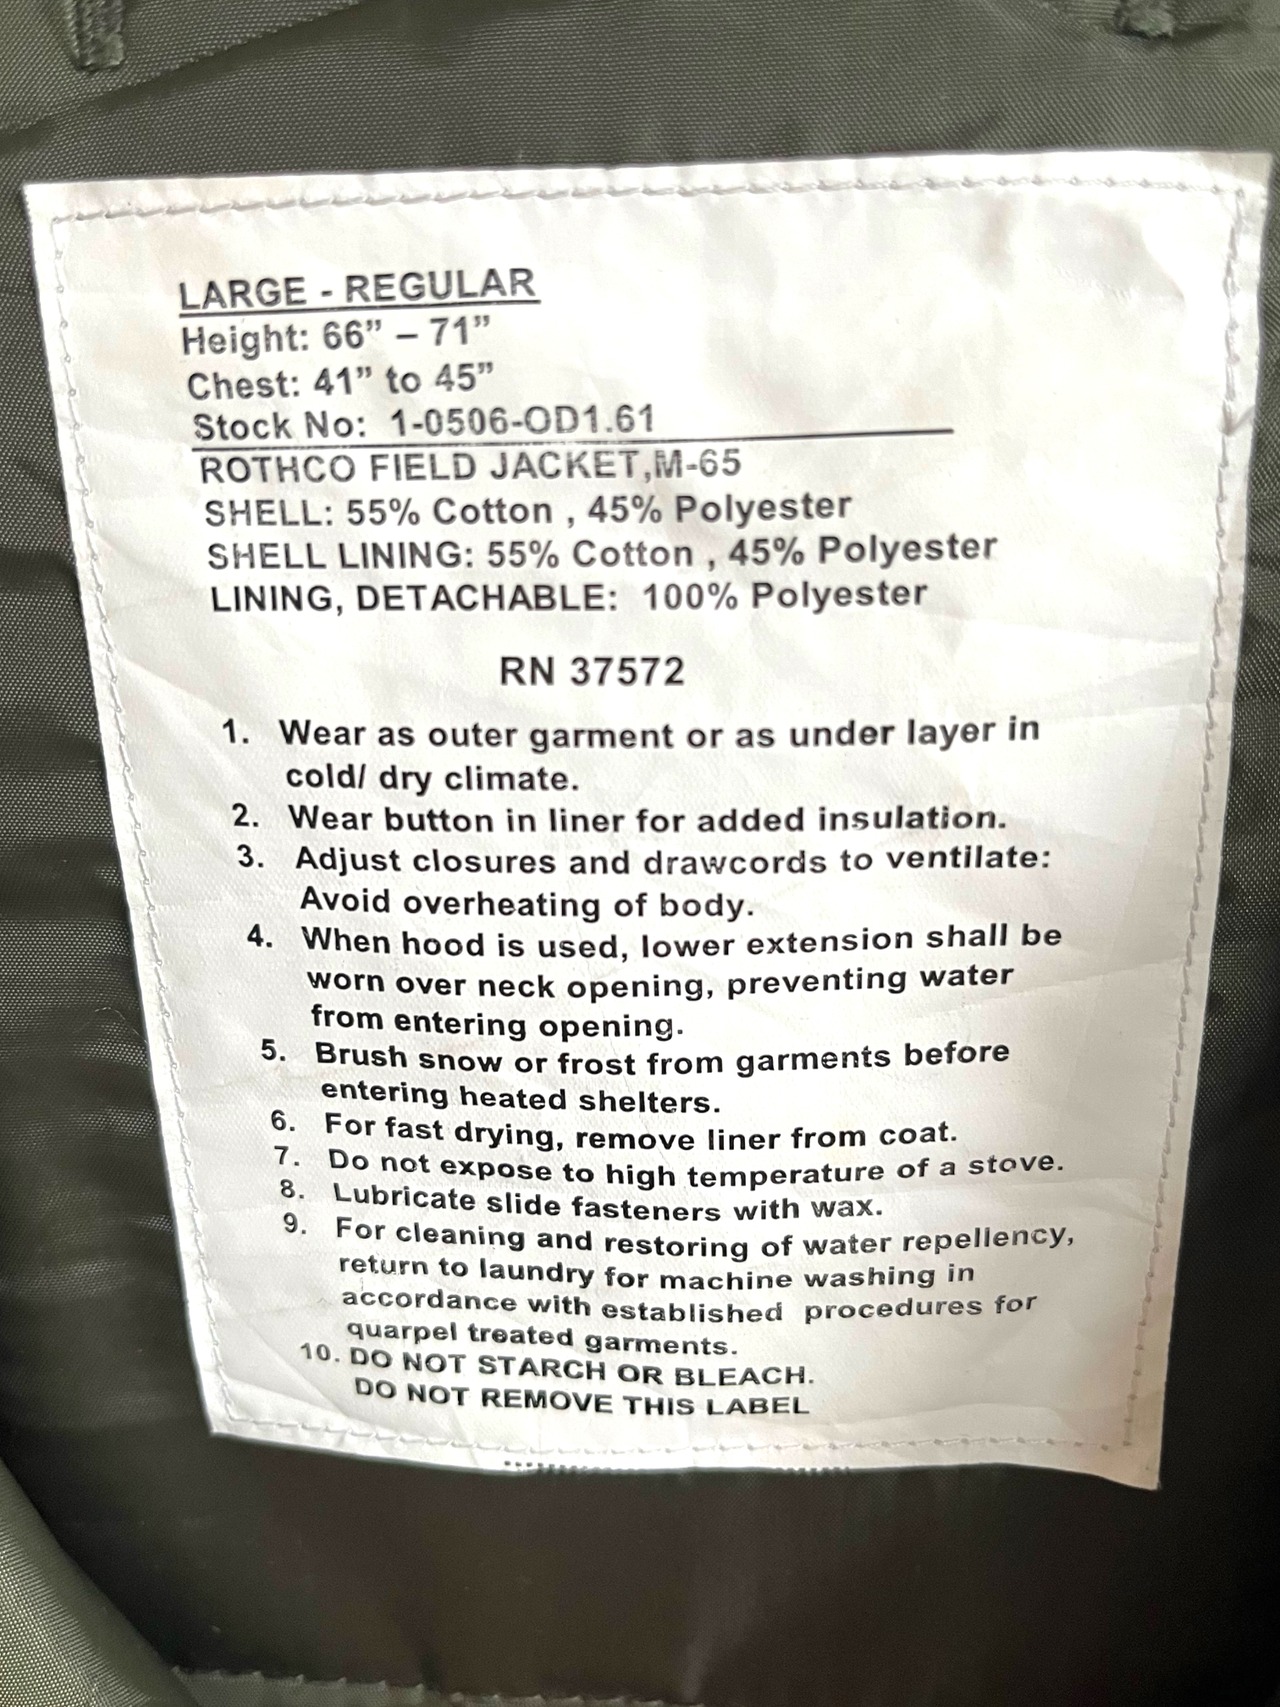 LARGE - REGULAR
Height: 66” – 71”
Chest: 41” to 45”
Stock No: 1-0506-OD1.61
ROTHCO FIELD JACKET,M-65
SHELL: 55% Cotton , 45% Polyester
SHELL LINING: 55% Cotton , 45% Polyester
LINING, DETACHABLE: 100% Polyester
RN 37572
1. Wear as outer garment or as under layer in
cold/ dry climate.
2. Wear button in liner for added insulation.
3. Adjust closures and drawcords to ventilate:
Avoid overheating of body.
4. When hood is used, lower extension shall be
worn over neck opening, preventing water
from entering opening.
5. Brush snow or frost from garments before
entering heated shelters.
6. For fast drying, remove liner from coat.
7. Do not expose to high temperature of a stove.
8. Lubricate slide fasteners with wax.
9. For cleaning and restoring of water repellency,
return to laundry for machine washing in
accordance with established procedures for
quarpel treated garments.
10. DO NOT STARCH OR BLEACH.
DO NOT REMOVE THIS LABEL